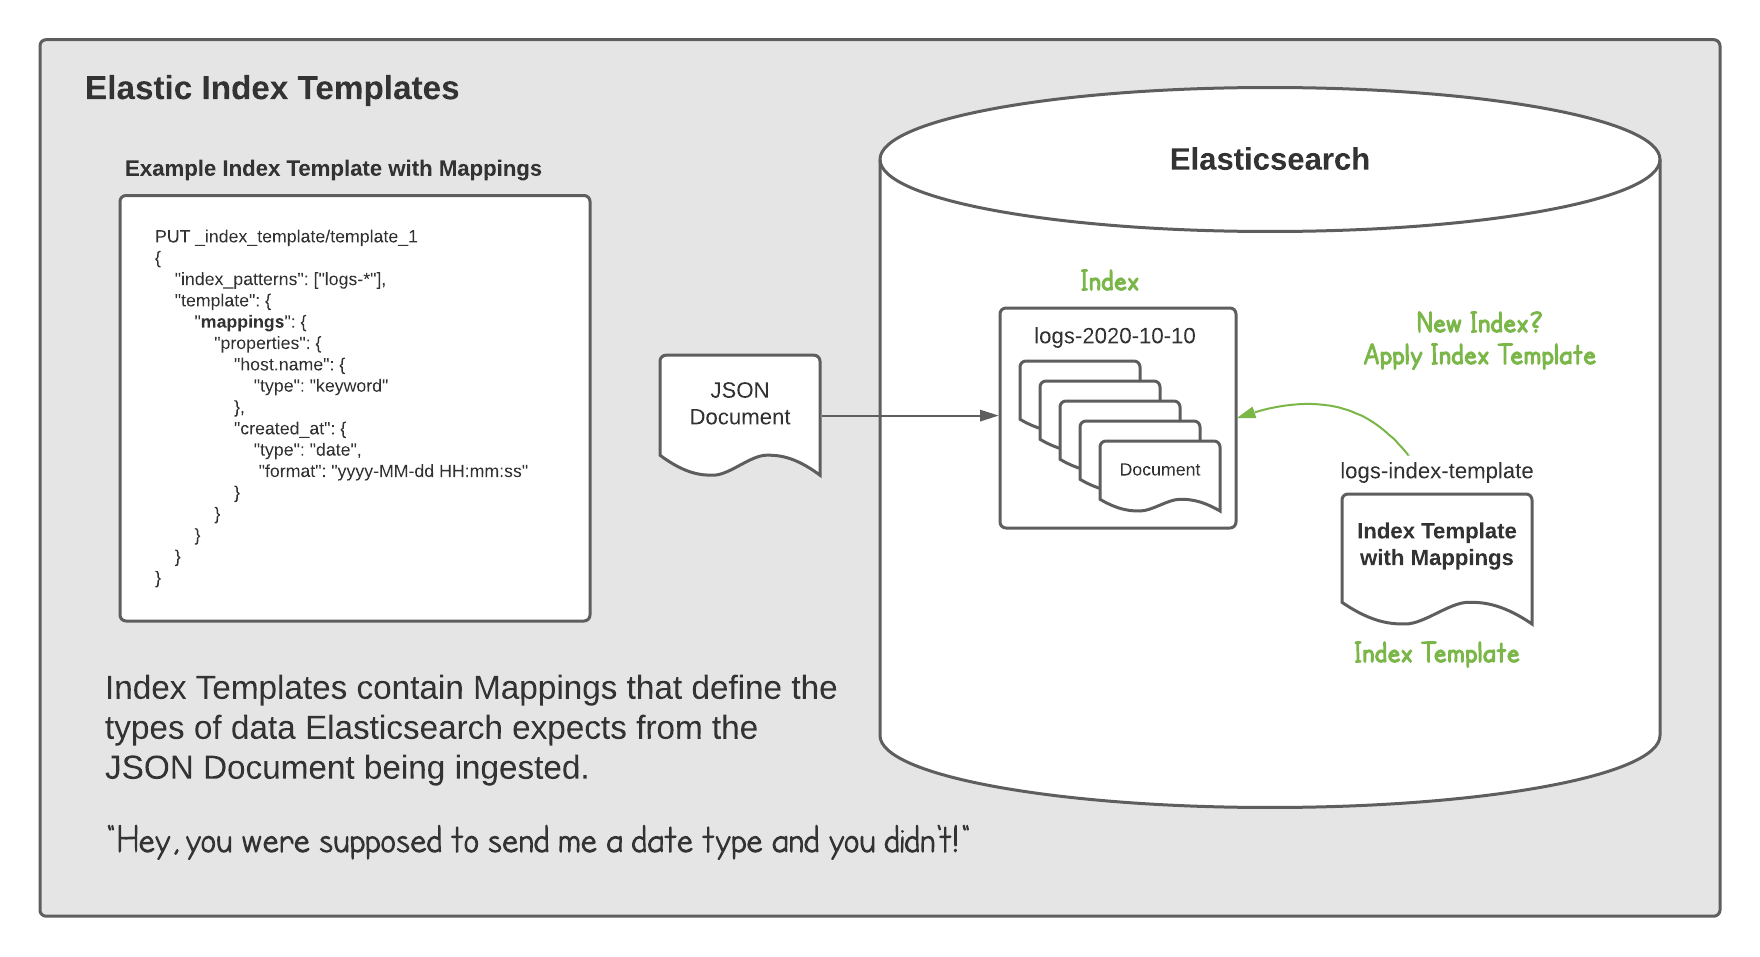 Elastic Index Templates
Example Index Template with Mappings
PUT _index_template/template_1
{
"index_patterns": ["logs-*"],
"template": {
"mappings": {
"properties": {
"host.name": {
"type": "keyword"
},
"created_at": {
"type": "date",
"format": "yyyy-MM-dd HH:mm:ss"
}
}
}
}
}
Index Templates contain Mappings that define the
types of data Elasticsearch expects from the
JSON Document being ingested.
"Hey, you were supposed to send me a date type and you didn't!"
JSON
Document
Elasticsearch
Index
logs-2020-10-10
Document
New Index?
Apply Index Template
logs-index-template
Index Template
with Mappings
Index Template